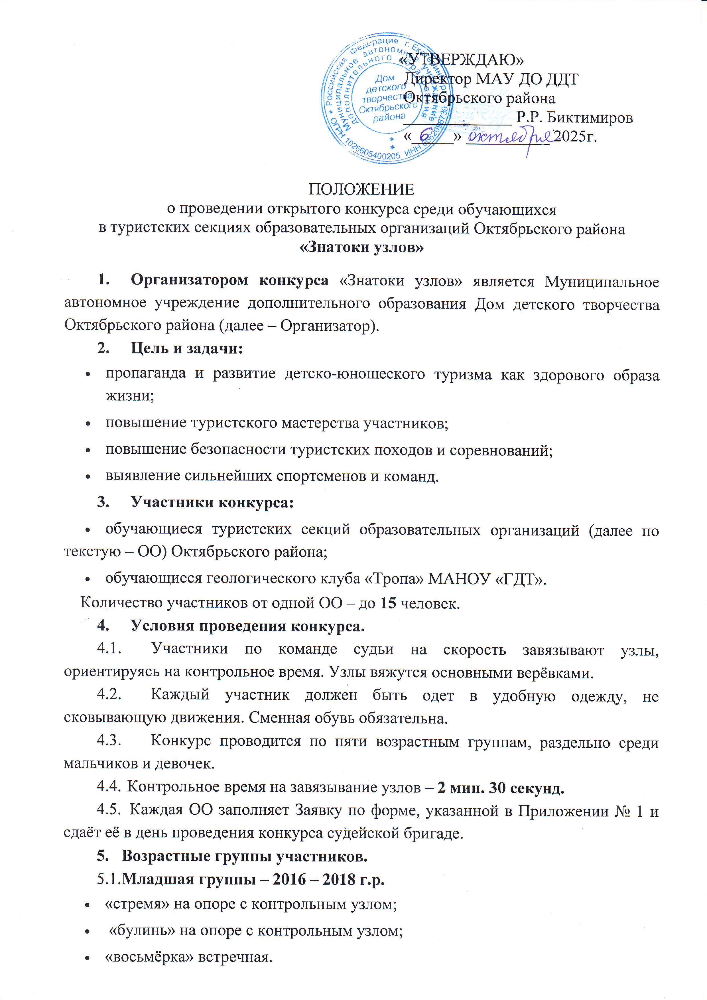 * Российская Федерация г. Екатеринбург * ОГРН 1026605400205 ИНН 6662096739
Муниципальное автономное учреждение
дополнительного образования
Дом
детского
творчества
Октябрьского
района
*
*
«УТВЕРЖДАЮ»
Директор МАУ ДО ДДТ
Октябрьского района
_____________ Р.Р. Биктимиров
«6» октября 2025г.
ПОЛОЖЕНИЕ
о проведении открытого конкурса среди обучающихся
в туристских секциях образовательных организаций Октябрьского района
«Знатоки узлов»
1. Организатором конкурса «Знатоки узлов» является Муниципальное
автономное учреждение дополнительного образования Дом детского творчества
Октябрьского района (далее – Организатор).
2. Цель и задачи:
• пропаганда и развитие детско-юношеского туризма как здорового образа
жизни;
• повышение туристского мастерства участников;
• повышение безопасности туристских походов и соревнований;
• выявление сильнейших спортсменов и команд.
3. Участники конкурса:
• обучающиеся туристских секций образовательных организаций (далее по
текстую – ОО) Октябрьского района;
• обучающиеся геологического клуба «Тропа» МАНОУ «ГДТ».
Количество участников от одной ОО – до 15 человек.
4. Условия проведения конкурса.
4.1. Участники по команде судьи на скорость завязывают узлы,
ориентируясь на контрольное время. Узлы вяжутся основными верёвками.
4.2. Каждый участник должен быть одет в удобную одежду, не
сковывающую движения. Сменная обувь обязательна.
4.3. Конкурс проводится по пяти возрастным группам, раздельно среди
мальчиков и девочек.
4.4. Контрольное время на завязывание узлов – 2 мин. 30 секунд.
4.5. Каждая ОО заполняет Заявку по форме, указанной в Приложении № 1 и
сдаёт её в день проведения конкурса судейской бригаде.
5. Возрастные группы участников.
5.1.Младшая группы – 2016 – 2018 г.р.
• «стремя» на опоре с контрольным узлом;
• «булинь» на опоре с контрольным узлом;
• «восьмёрка» встречная.